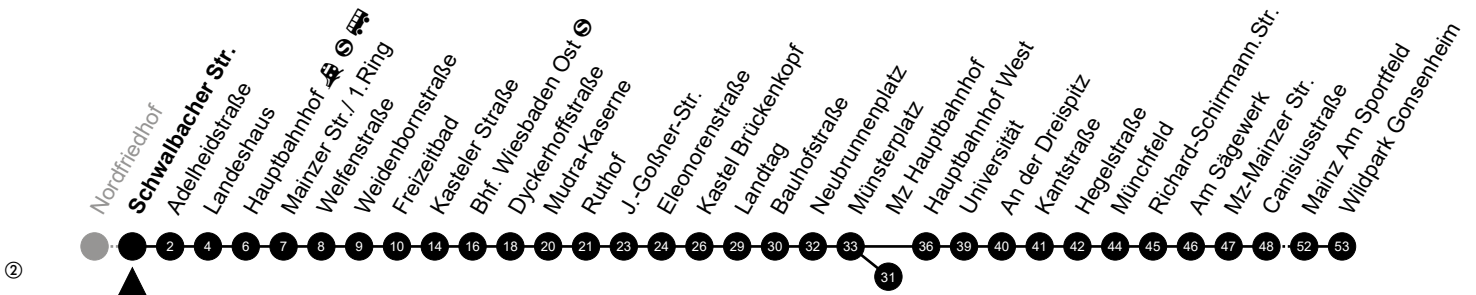 Nordfriedhof
Schwalbacher Str.
Adelheidstraße
Landeshaus
Hauptbahnhof
Mainzer Str./ 1.Ring
Welfenstraße
Weidenbornstraße
Freizeitbad
Kasteler Straße
Bhf. Wiesbaden Ost
Dyckerhoffstraße
Mudra-Kaserne
Ruthof
J.-Goßner-Str.
Eleonorenstraße
Kastel Brückenkopf
Landtag
Bauhofstraße
Neubrunnenplatz
Münsterplatz
Mz Hauptbahnhof
Hauptbahnhof West
Universität
An der Dreispitz
Kantstraße
Hegelstraße
Münchfeld
Richard-Schirrmann.Str.
Am Sägewerk
Mz-Mainzer Str.
Canisiusstraße
Mainz Am Sportfeld
Wildpark Gonsenheim
2 4 6 7 8 9 10 14 16 18 20 21 23 24 26 29 30 32 33 36 39 40 41 42 44 45 46 47 48 52 53
31
②